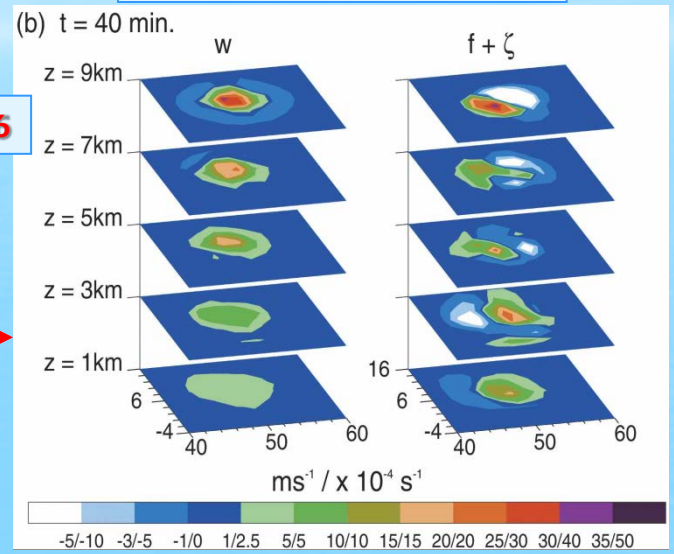 (b) t = 40 min.
w
f + ζ
z = 9km
6
z = 7km
z = 5km
z = 3km
z = 1km
16
6
-4
40
50
60
6
-4
40
50
60
ms⁻¹ / x 10⁻⁴ s⁻¹
-5/-10 -3/-5 -1/0 1/2.5 5/5 10/10 15/15 20/20 25/30 30/40 35/50